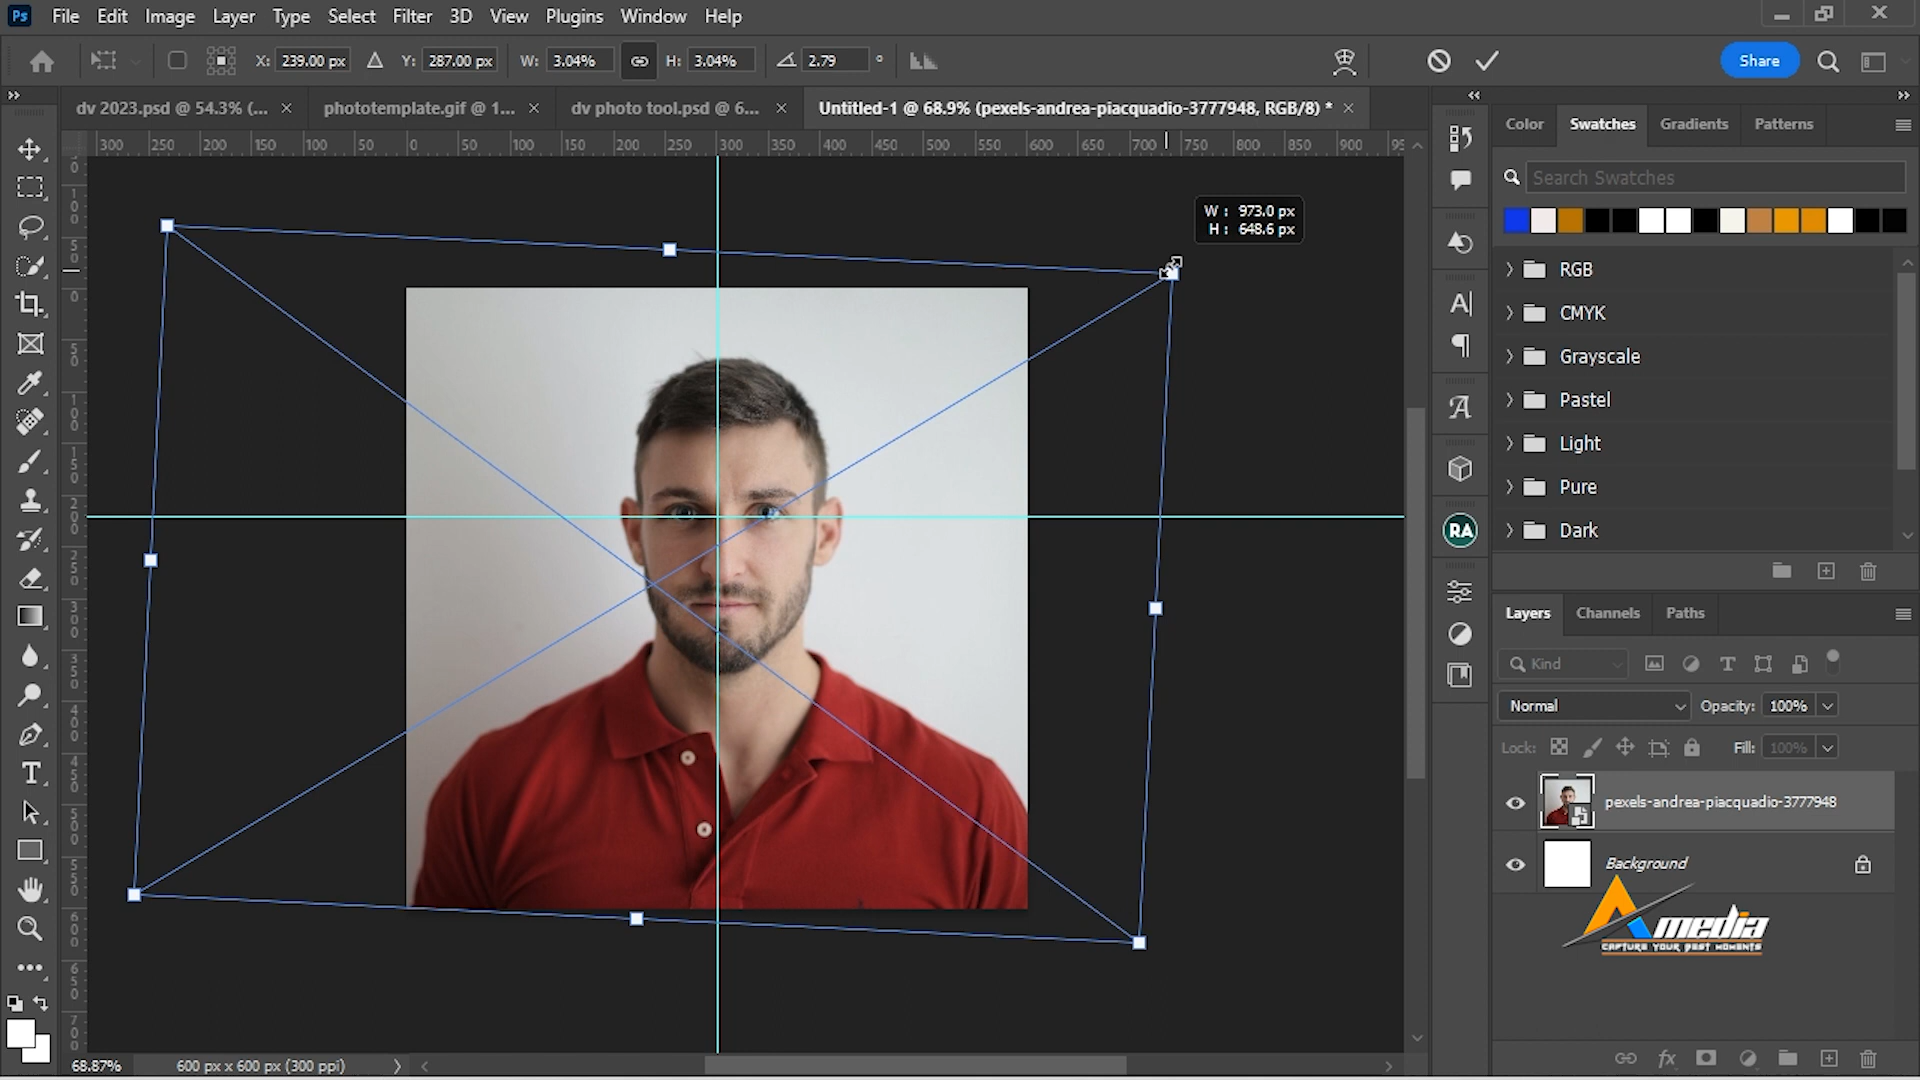 Ps File Edit Image Layer Type Select Filter 3D View Plugins Window Help
X: 239.00 px Y: 287.00 px W: 3.04% H: 3.04% 2.79 ° Share
dv 2023.psd @ 54.3% (... phototemplate.gif @ 1... dv photo tool.psd @ 6... Untitled-1 @ 68.9% (pexels-andrea-piacquadio-3777948, RGB/8) *
300 250 200 150 100 50 0 50 100 150 200 250 300 350 400 450 500 550 600 650 700 750 800 850 900
W : 973.0 px
H : 648.6 px
Color Swatches Gradients Patterns
Search Swatches
RGB
CMYK
Grayscale
Pastel
Light
Pure
Dark
RA
Layers Channels Paths
Kind
Normal Opacity: 100%
Lock: Fill: 100%
pexels-andrea-piacquadio-3777948
Background
A media
CAPTURE YOUR BEST MOMENTS
68.87% 600 px x 600 px (300 ppi)
fx